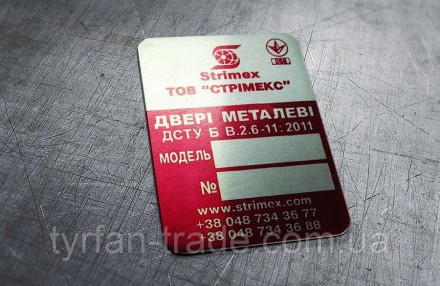 Strimex
ТОВ "СТРІМЕКС"
ДВЕРІ МЕТАЛЕВІ
ДСТУ Б В.2.6-11: 2011
МОДЕЛЬ
№
www.strimex.com
+38 048 734 36 77
+38 048 734 36 88
tyrfan-trade.com.ua